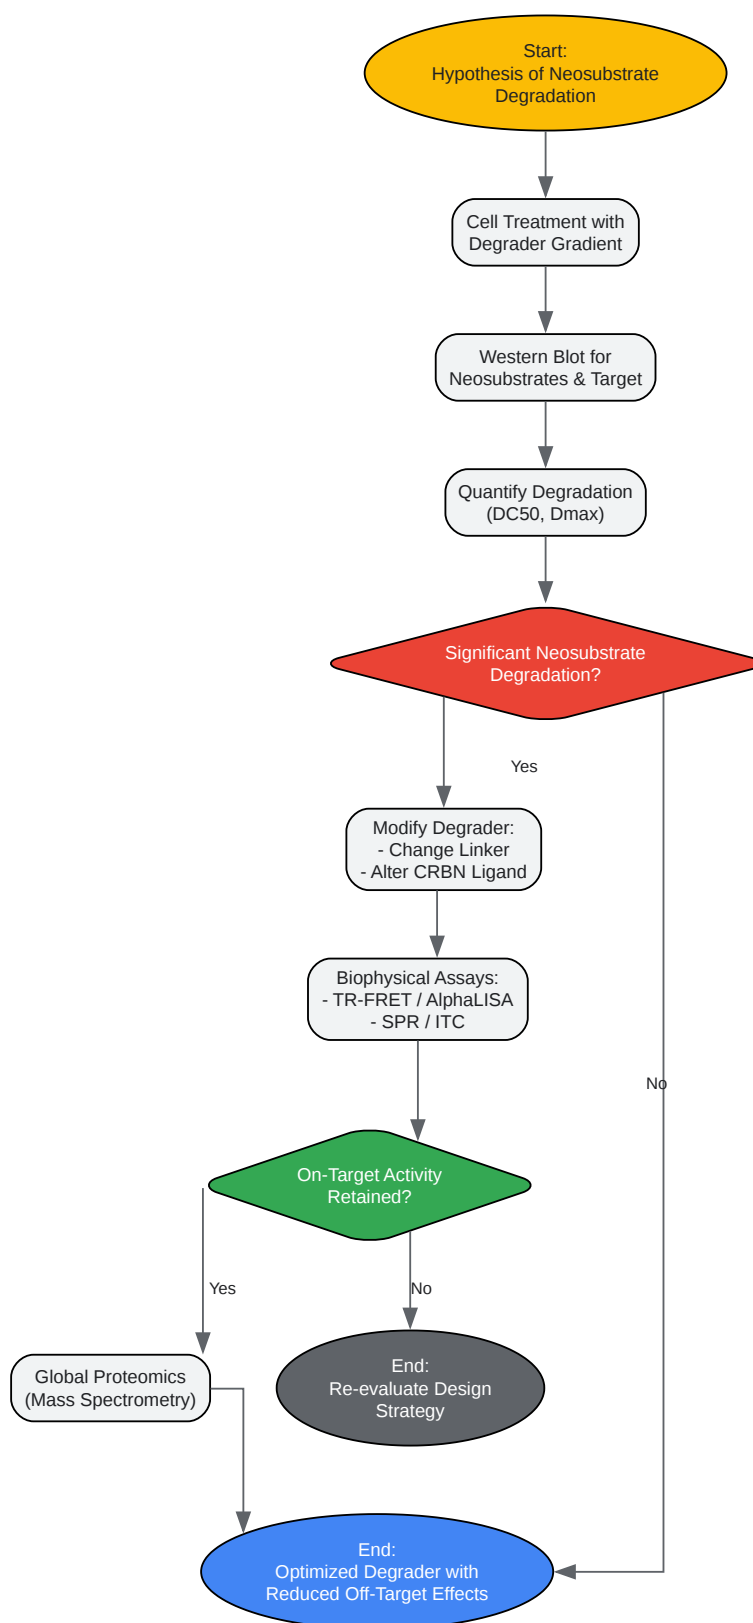 Start:
Hypothesis of Neosubstrate
Degradation
Cell Treatment with
Degrader Gradient
Western Blot for
Neosubstrates & Target
Quantify Degradation
(DC50, Dmax)
Significant Neosubstrate
Degradation?
Yes
Modify Degrader:
- Change Linker
- Alter CRBN Ligand
Biophysical Assays:
- TR-FRET / AlphaLISA
- SPR / ITC
No
On-Target Activity
Retained?
Yes
No
Global Proteomics
(Mass Spectrometry)
End:
Re-evaluate Design
Strategy
End:
Optimized Degrader with
Reduced Off-Target Effects